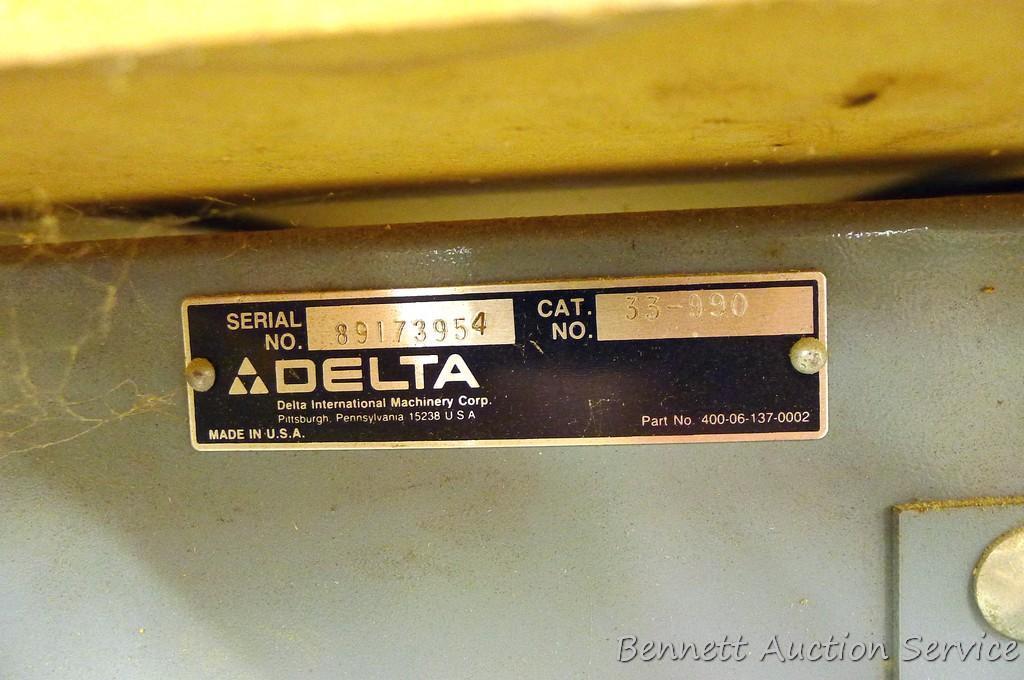 SERIAL NO. 89173954
CAT. NO. 33-990
DELTA
Delta International Machinery Corp.
Pittsburgh, Pennsylvania 15238 U S A
MADE IN U.S.A.
Part No. 400-06-137-0002
Bennett Auction Service